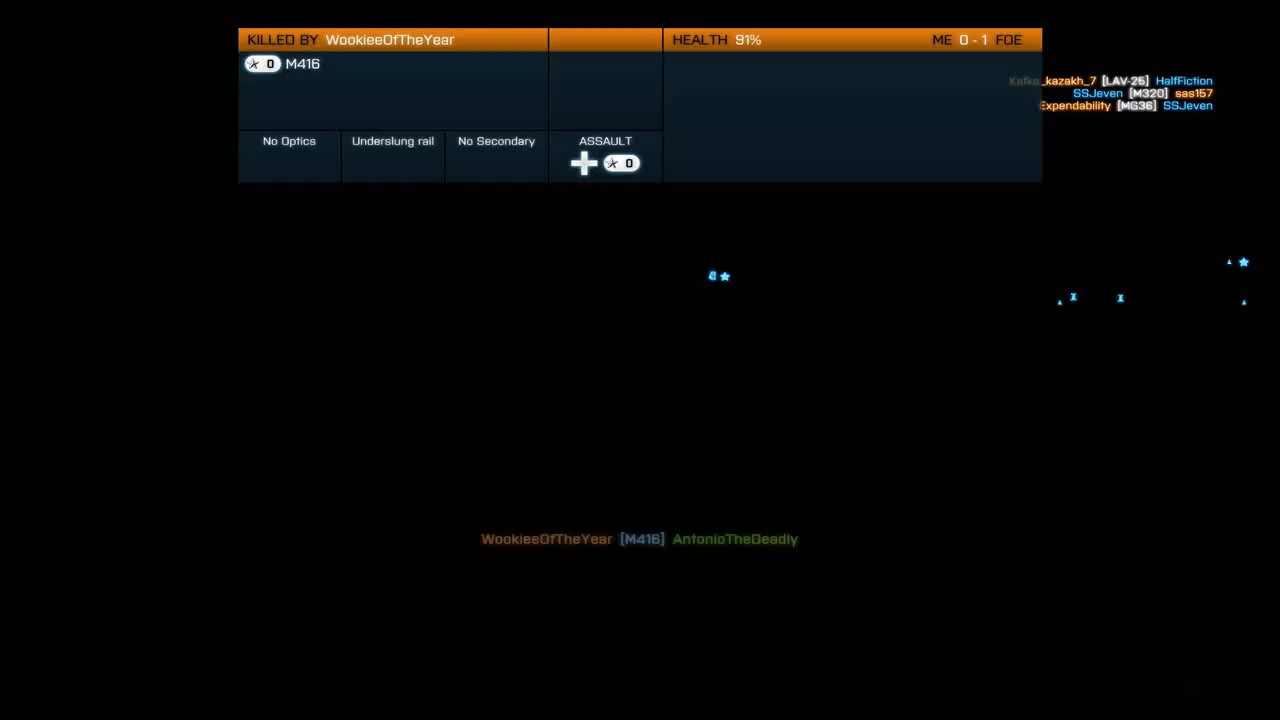 KILLED BY WookieeOfTheYear HEALTH 91% ME 0 - 1 FOE
0 M416
_kazakh_7 [LAV-25] HalfFiction
SSJeven [M320] sas157
Expendability [MG36] SSJeven
No Optics Underslung rail No Secondary ASSAULT
0
WookieeOfTheYear [M416] AntonioTheDeadly